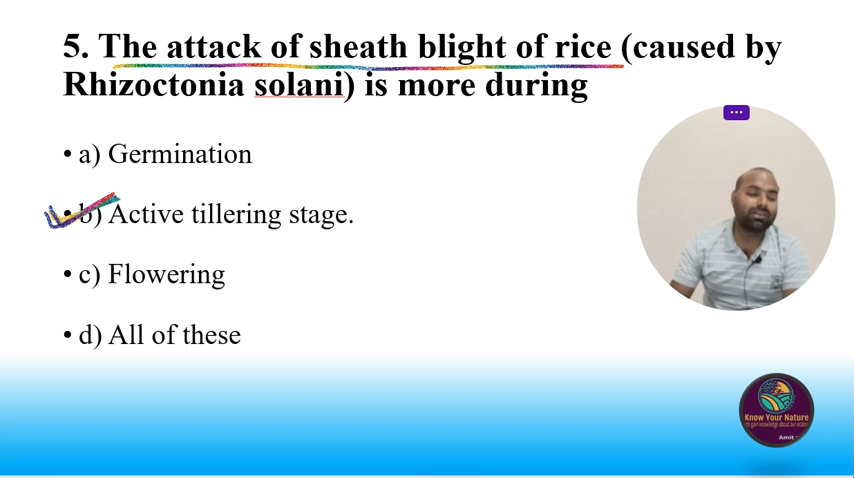 5. The attack of sheath blight of rice (caused by
Rhizoctonia solani) is more during
• a) Germination
• b) Active tillering stage.
• c) Flowering
• d) All of these
Know Your Nature
Amit